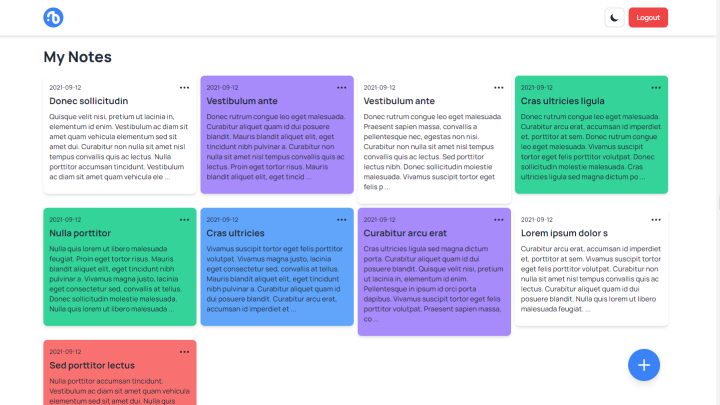 Logout
My Notes
2021-09-12
Donec sollicitudin
Quisque velit nisi, pretium ut lacinia in,
elementum id enim. Vestibulum ac diam sit
amet quam vehicula elementum sed sit
amet dui. Curabitur non nulla sit amet nisl
tempus convallis quis ac lectus. Nulla
porttitor accumsan tincidunt. Vestibulum
ac diam sit amet quam vehicula ele ...
2021-09-12
Vestibulum ante
Donec rutrum congue leo eget malesuada.
Curabitur aliquet quam id dui posuere
blandit. Mauris blandit aliquet elit, eget
tincidunt nibh pulvinar a. Curabitur non
nulla sit amet nisl tempus convallis quis ac
lectus. Proin eget tortor risus. Mauris
blandit aliquet elit, eget tincid ...
2021-09-12
Vestibulum ante
Donec rutrum congue leo eget malesuada.
Praesent sapien massa, convallis a
pellentesque nec, egestas non nisi.
Curabitur non nulla sit amet nisl tempus
convallis quis ac lectus. Sed porttitor
lectus nibh. Donec sollicitudin molestie
malesuada. Vivamus suscipit tortor eget
felis p ...
2021-09-12
Cras ultricies ligula
Donec rutrum congue leo eget malesuada.
Curabitur arcu erat, accumsan id imperdiet
et, porttitor at sem. Donec rutrum congue
leo eget malesuada. Vivamus suscipit
tortor eget felis porttitor volutpat. Donec
sollicitudin molestie malesuada. Cras
ultricies ligula sed magna dictum po ...
2021-09-12
Nulla porttitor
Nulla quis lorem ut libero malesuada
feugiat. Proin eget tortor risus. Mauris
blandit aliquet elit, eget tincidunt nibh
pulvinar a. Vivamus magna justo, lacinia
eget consectetur sed, convallis at tellus.
Donec sollicitudin molestie malesuada.
Nulla quis lorem ut libero malesuada ...
2021-09-12
Cras ultricies
Vivamus suscipit tortor eget felis porttitor
volutpat. Vivamus magna justo, lacinia
eget consectetur sed, convallis at tellus.
Mauris blandit aliquet elit, eget tincidunt
nibh pulvinar a. Curabitur aliquet quam id
dui posuere blandit. Curabitur arcu erat,
accumsan id imperdiet et ...
2021-09-12
Curabitur arcu erat
Cras ultricies ligula sed magna dictum
porta. Curabitur aliquet quam id dui
posuere blandit. Quisque velit nisi, pretium
ut lacinia in, elementum id enim.
Pellentesque in ipsum id orci porta
dapibus. Vivamus suscipit tortor eget felis
porttitor volutpat. Praesent sapien massa,
co ...
2021-09-12
Lorem ipsum dolor s
Curabitur arcu erat, accumsan id imperdiet
et, porttitor at sem. Vivamus suscipit tortor
eget felis porttitor volutpat. Curabitur non
nulla sit amet nisl tempus convallis quis ac
lectus. Curabitur aliquet quam id dui
posuere blandit. Nulla quis lorem ut libero
malesuada feugiat. ...
2021-09-12
Sed porttitor lectus
Nulla porttitor accumsan tincidunt.
Vestibulum ac diam sit amet quam vehicula
elementum sed sit amet dui. Nulla quis